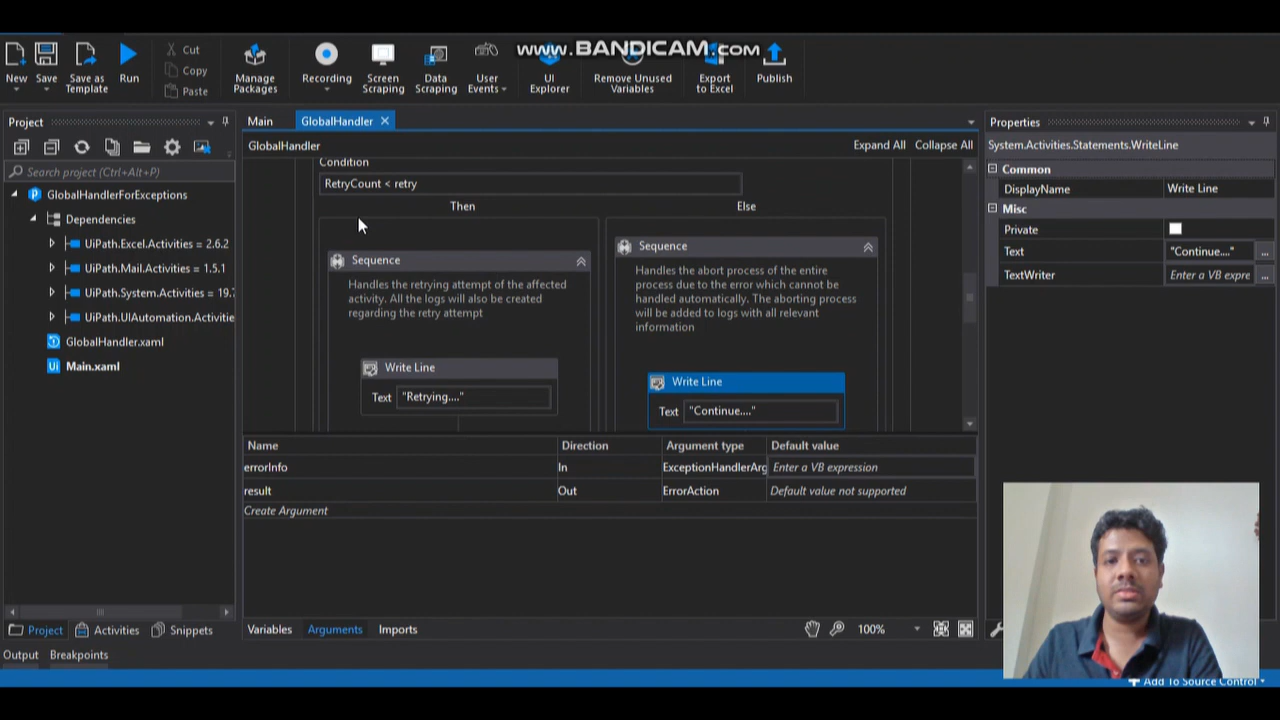 www.BANDICAM.com
New
Save
Save as Template
Run
Cut
Copy
Paste
Manage Packages
Recording
Screen Scraping
Data Scraping
User Events
UI Explorer
Remove Unused Variables
Export to Excel
Publish
Project
Search project (Ctrl+Alt+P)
GlobalHandlerForExceptions
Dependencies
UiPath.Excel.Activities = 2.6.2
UiPath.Mail.Activities = 1.5.1
UiPath.System.Activities = 19.
UiPath.UIAutomation.Activitie
GlobalHandler.xaml
Main.xaml
Project
Activities
Snippets
Output
Breakpoints
Main
GlobalHandler
GlobalHandler
Expand All
Collapse All
Condition
RetryCount < retry
Then
Else
Sequence
Handles the retrying attempt of the affected
activity. All the logs will also be created
regarding the retry attempt
Write Line
Text "Retrying...."
Sequence
Handles the abort process of the entire
process due to the error which cannot be
handled automatically. The aborting process
will be added to logs with all relevant
information
Write Line
Text "Continue...."
Name Direction Argument type Default value
errorInfo In ExceptionHandlerArg Enter a VB expression
result Out ErrorAction Default value not supported
Create Argument
Variables
Arguments
Imports
100%
Properties
System.Activities.Statements.WriteLine
Common
DisplayName Write Line
Misc
Private
Text "Continue...." ...
TextWriter Enter a VB expre ...
Add To Source Control